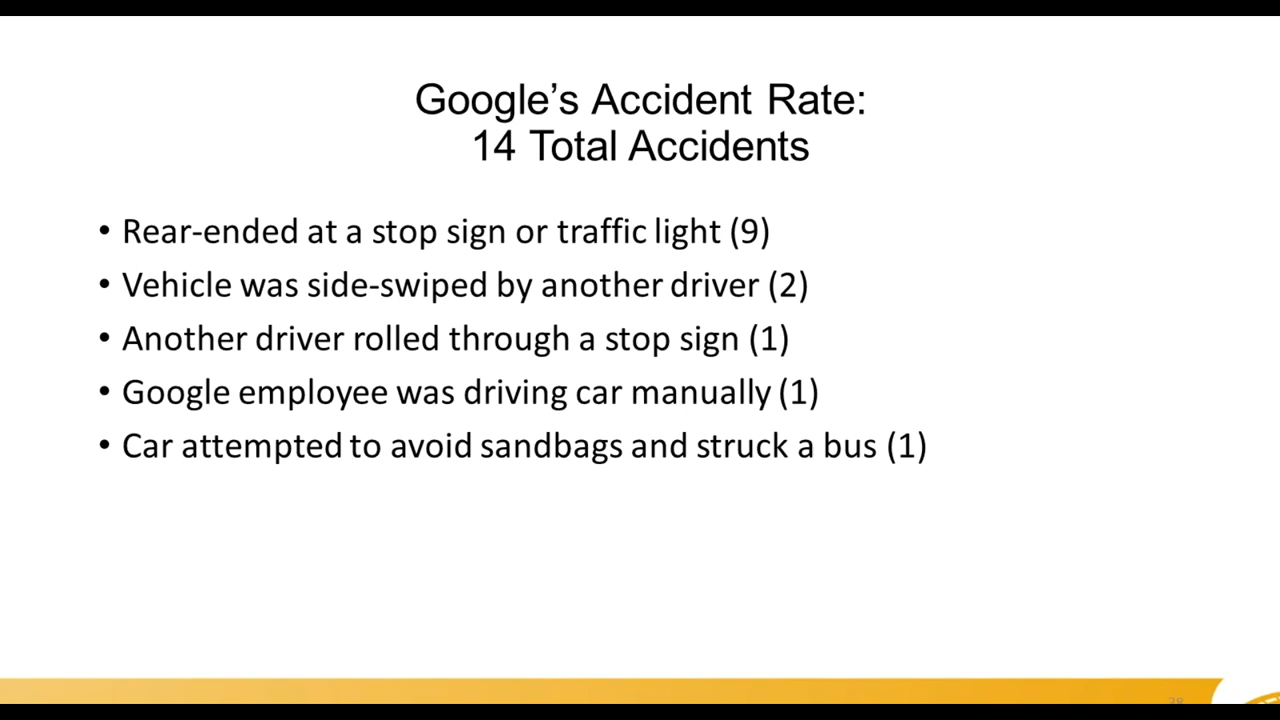 Google’s Accident Rate:
14 Total Accidents
• Rear-ended at a stop sign or traffic light (9)
• Vehicle was side-swiped by another driver (2)
• Another driver rolled through a stop sign (1)
• Google employee was driving car manually (1)
• Car attempted to avoid sandbags and struck a bus (1)